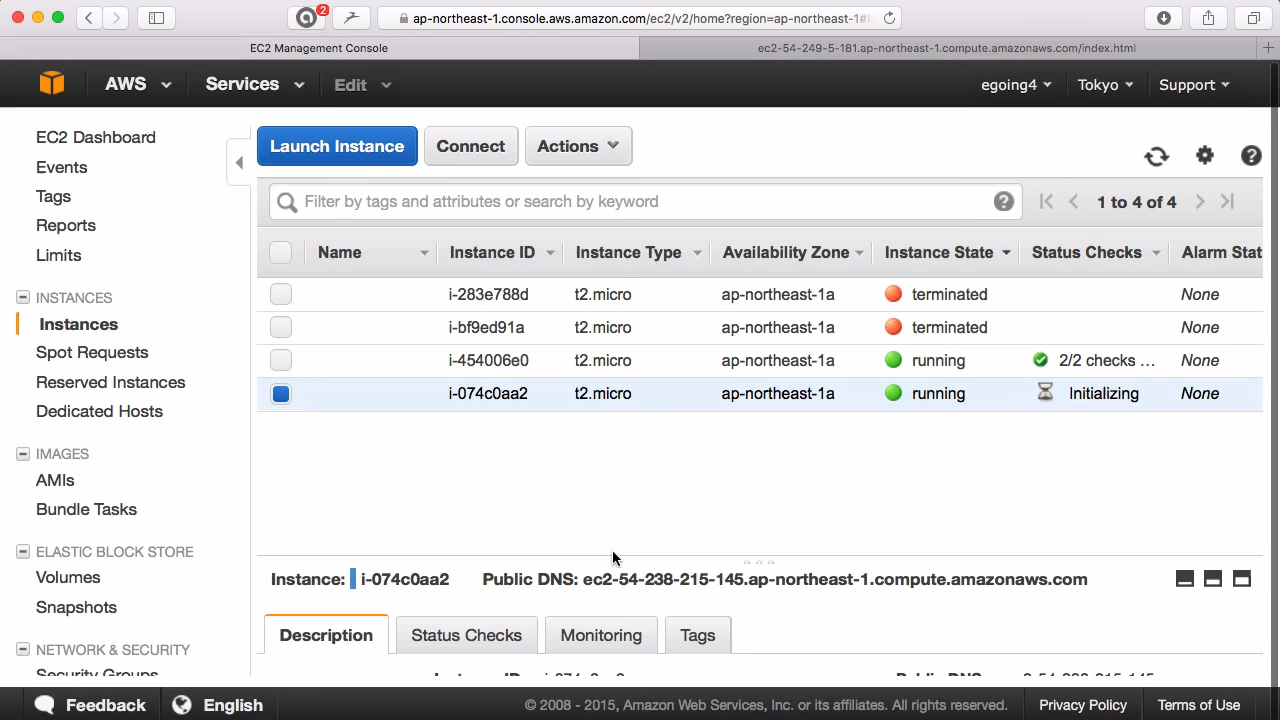 2
ap-northeast-1.console.aws.amazon.com/ec2/v2/home?region=ap-northeast-1#
EC2 Management Console
ec2-54-249-5-181.ap-northeast-1.compute.amazonaws.com/index.html
AWS Services Edit egoing4 Tokyo Support
EC2 Dashboard
Events
Tags
Reports
Limits
INSTANCES
Instances
Spot Requests
Reserved Instances
Dedicated Hosts
IMAGES
AMIs
Bundle Tasks
ELASTIC BLOCK STORE
Volumes
Snapshots
NETWORK & SECURITY
Security Groups
Launch Instance Connect Actions
Filter by tags and attributes or search by keyword 1 to 4 of 4
Name Instance ID Instance Type Availability Zone Instance State Status Checks Alarm Stat
i-283e788d t2.micro ap-northeast-1a terminated None
i-bf9ed91a t2.micro ap-northeast-1a terminated None
i-454006e0 t2.micro ap-northeast-1a running 2/2 checks ... None
i-074c0aa2 t2.micro ap-northeast-1a running Initializing None
Instance: i-074c0aa2 Public DNS: ec2-54-238-215-145.ap-northeast-1.compute.amazonaws.com
Description Status Checks Monitoring Tags
Feedback English © 2008 - 2015, Amazon Web Services, Inc. or its affiliates. All rights reserved. Privacy Policy Terms of Use